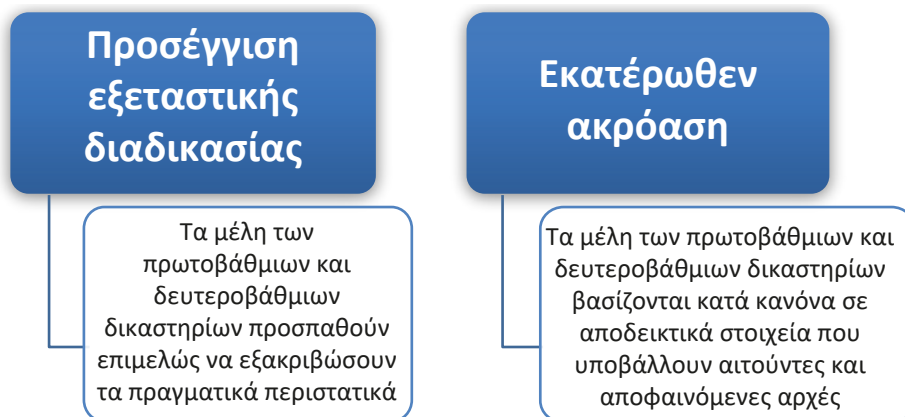 Προσέγγιση
εξεταστικής
διαδικασίας
Τα μέλη των
πρωτοβάθμιων και
δευτεροβάθμιων
δικαστηρίων προσπαθούν
επιμελώς να εξακριβώσουν
τα πραγματικά περιστατικά
Εκατέρωθεν
ακρόαση
Τα μέλη των πρωτοβάθμιων και
δευτεροβάθμιων δικαστηρίων
βασίζονται κατά κανόνα σε
αποδεικτικά στοιχεία που
υποβάλλουν αιτούντες και
αποφαινόμενες αρχές